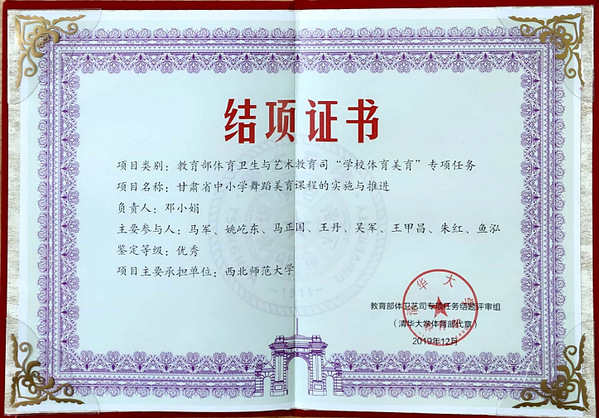 结项证书
项目类别：教育部体育卫生与艺术教育司“学校体育美育”专项任务
项目名称：甘肃省中小学舞蹈美育课程的实施与推进
负责人：邓小娟
主要参与人：马军、姚屹东、马正国、王丹、吴军、王甲昌、朱红、鱼泓
鉴定等级：优秀
项目主要承担单位：西北师范大学
清华大学
教育部体卫艺司专项任务结题评审组
（清华大学体育部代章）
2019年12月